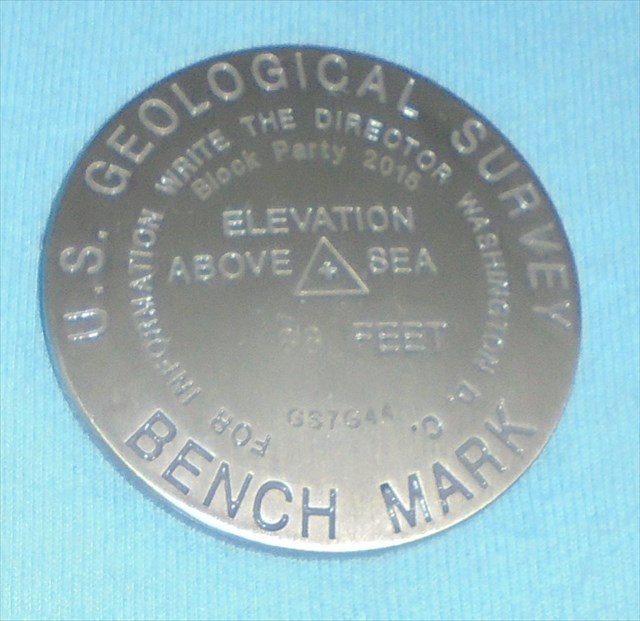 U.S. GEOLOGICAL SURVEY
FOR INFORMATION WRITE THE DIRECTOR WASHINGTON D. C.
Block Party 2015
ELEVATION
ABOVE SEA
FEET
BENCH MARK